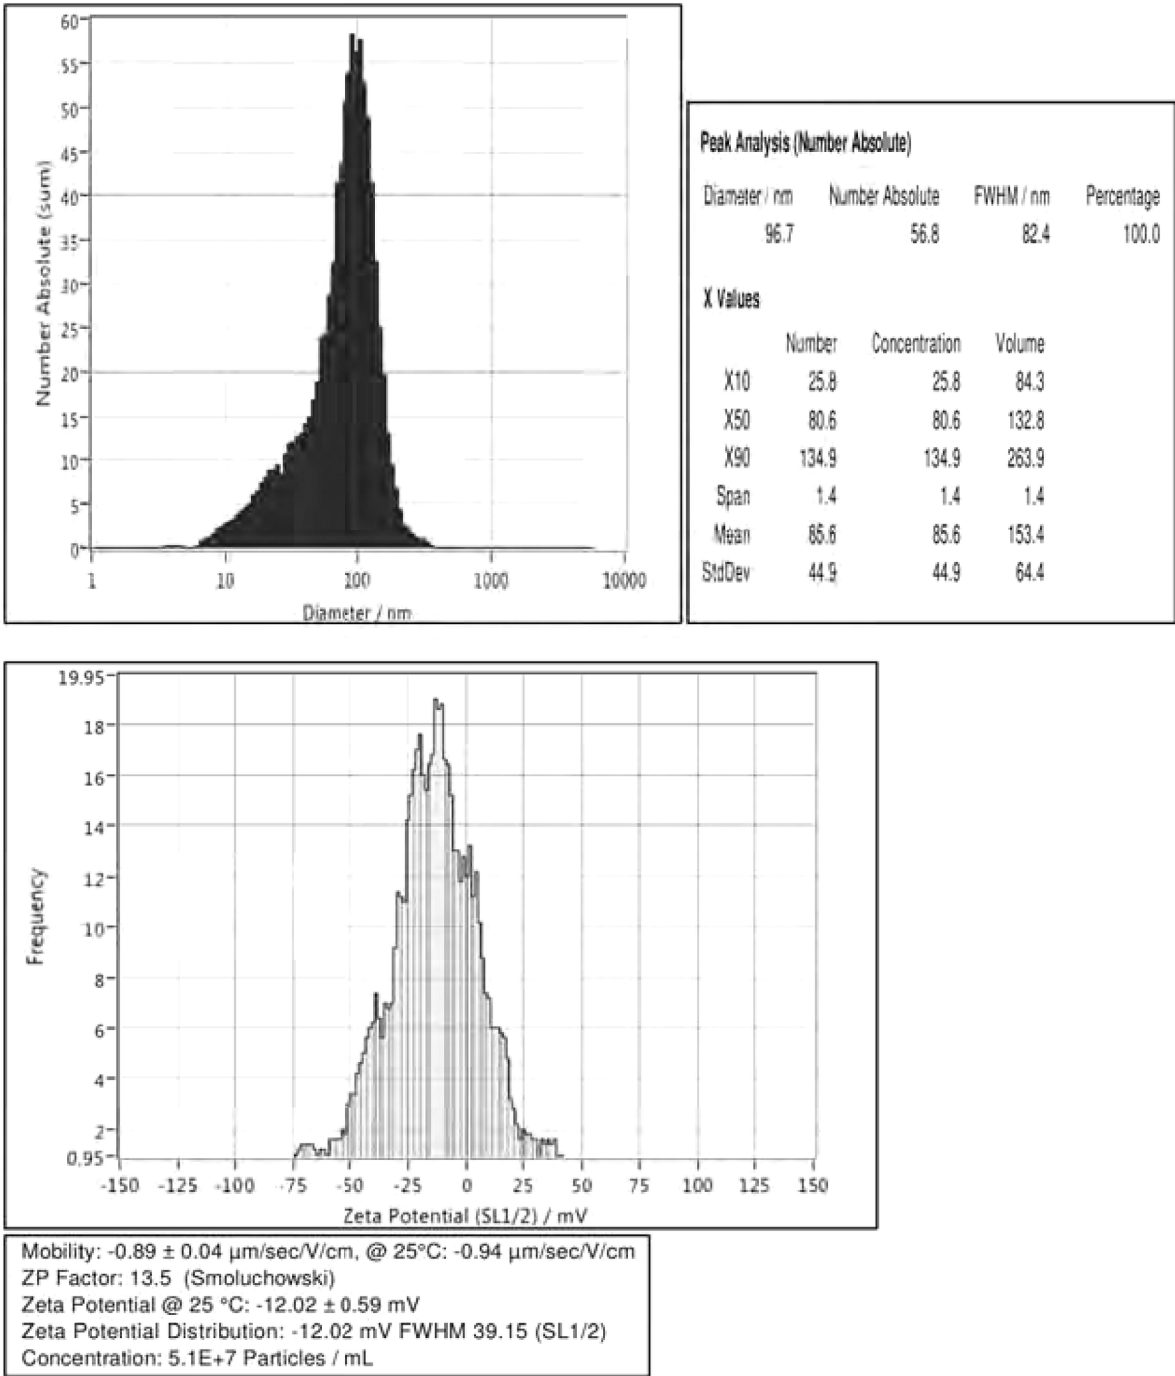 60
55
50
45
40
35
30
25
20
15
10
5
0
Number Absolute (sum)
1 10 100 1000 10000
Diameter / nm
Peak Analysis (Number Absolute)
Diameter / nm Number Absolute FWHM / nm Percentage
96.7 56.8 82.4 100.0
X Values
Number Concentration Volume
X10 25.8 25.8 84.3
X50 80.6 80.6 132.8
X90 134.9 134.9 263.9
Span 1.4 1.4 1.4
Mean 85.6 85.6 153.4
StdDev 44.9 44.9 64.4
19.95
18
16
14
12
10
8
6
4
2
0.95
Frequency
-150 -125 -100 -75 -50 -25 0 25 50 75 100 125 150
Zeta Potential (SL1/2) / mV
Mobility: -0.89 ± 0.04 µm/sec/V/cm, @ 25°C: -0.94 µm/sec/V/cm
ZP Factor: 13.5 (Smoluchowski)
Zeta Potential @ 25 °C: -12.02 ± 0.59 mV
Zeta Potential Distribution: -12.02 mV FWHM 39.15 (SL1/2)
Concentration: 5.1E+7 Particles / mL